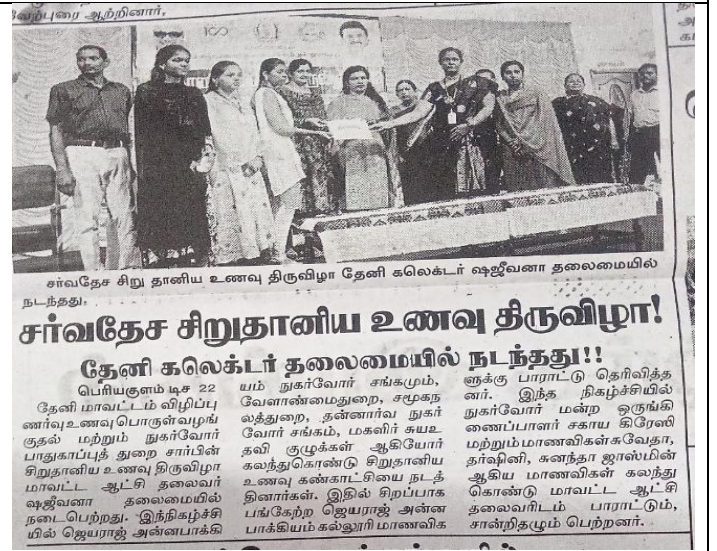 வேற்புரை ஆற்றினார்.
சர்வதேச சிறு தானிய உணவு திருவிழா தேனி கலெக்டர் ஷஜீவனா தலைமையில்
நடந்தது.
சர்வதேச சிறுதானிய உணவு திருவிழா!
தேனி கலெக்டர் தலைமையில் நடந்தது!!
பெரியகுளம் டிச 22
தேனி மாவட்டம் விழிப்பு
ணர்வு உணவு பொருள்வழங்
குதல் மற்றும் நுகர்வோர்
பாதுகாப்புத் துறை சார்பின்
சிறுதானிய உணவு திருவிழா
மாவட்ட ஆட்சி தலைவர்
ஷஜீவனா தலைமையில்
நடைபெற்றது. இந்நிகழ்ச்சி
யில் ஜெயராஜ் அன்னபாக்கி
யம் நுகர்வோர் சங்கமும்,
வேளாண்மைதுறை, சமூகந
லத்துறை, தன்னார்வ நுகர்
வோர் சங்கம், மகளிர் சுயஉ
தவி குழுக்கள் ஆகியோர்
கலந்துகொண்டு சிறுதானிய
உணவு கண்காட்சியை நடத்
தினார்கள். இதில் சிறப்பாக
பங்கேற்ற ஜெயராஜ் அன்ன
பாக்கியம் கல்லூரி மாணவிக
ளுக்கு பாராட்டு தெரிவித்த
னர். இந்த நிகழ்ச்சியில்
நுகர்வோர் மன்ற ஒருங்கி
ணைப்பாளர் சகாய கிரேஸி
மற்றும் மாணவிகள் சுவேதா,
தர்ஷினி, சுனந்தா ஜாஸ்மின்
ஆகிய மாணவிகள் கலந்து
கொண்டு மாவட்ட ஆட்சி
தலைவரிடம் பாராட்டும்,
சான்றிதழும் பெற்றனர்.